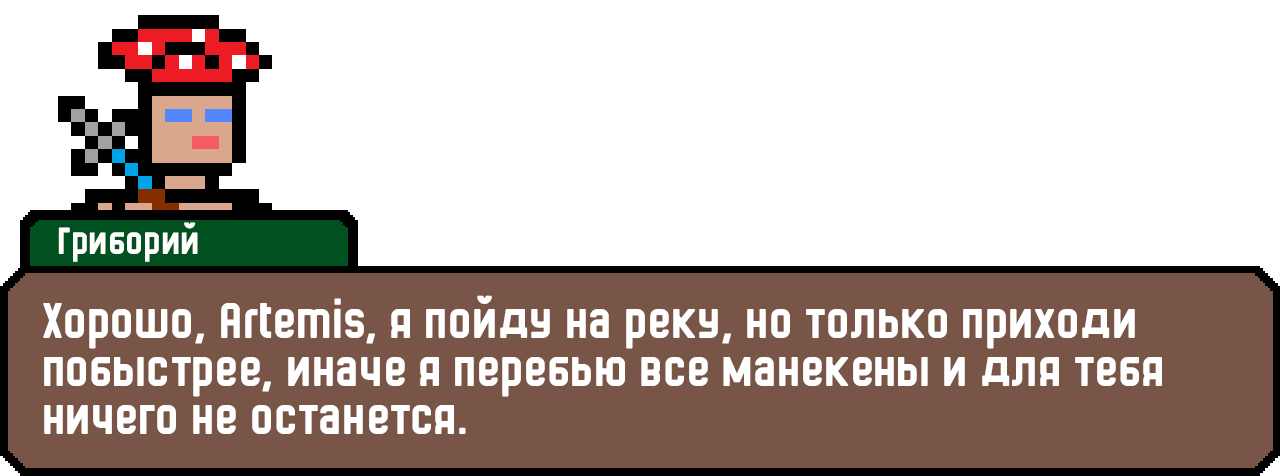 Гриборий
Хорошо, Artemis, я пойду на реку, но только приходи
побыстрее, иначе я перебью все манекены и для тебя
ничего не останется.